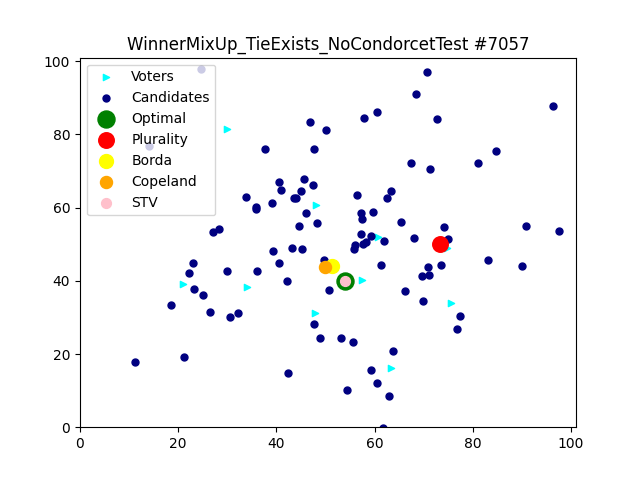 WinnerMixUp_TieExists_NoCondorcetTest #7057
100
80
60
40
20
0
0 20 40 60 80 100
Voters
Candidates
Optimal
Plurality
Borda
Copeland
STV